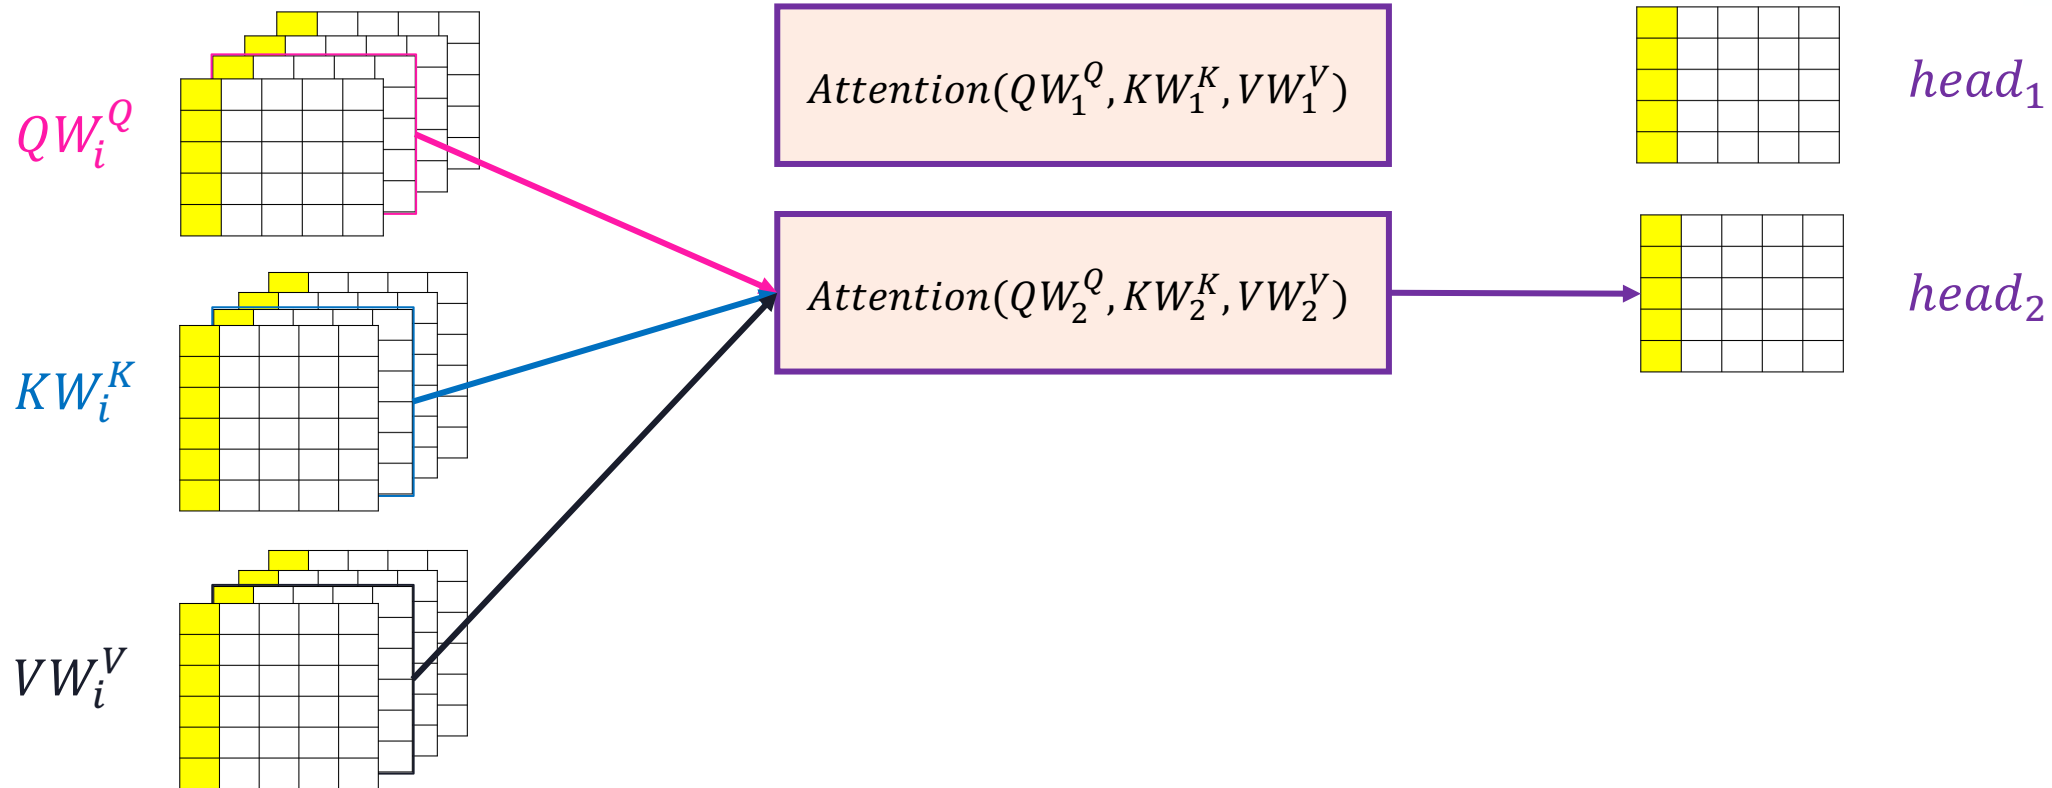 QW_i^Q
Attention(QW_1^Q, KW_1^K, VW_1^V)
head_1
KW_i^K
Attention(QW_2^Q, KW_2^K, VW_2^V)
head_2
VW_i^V